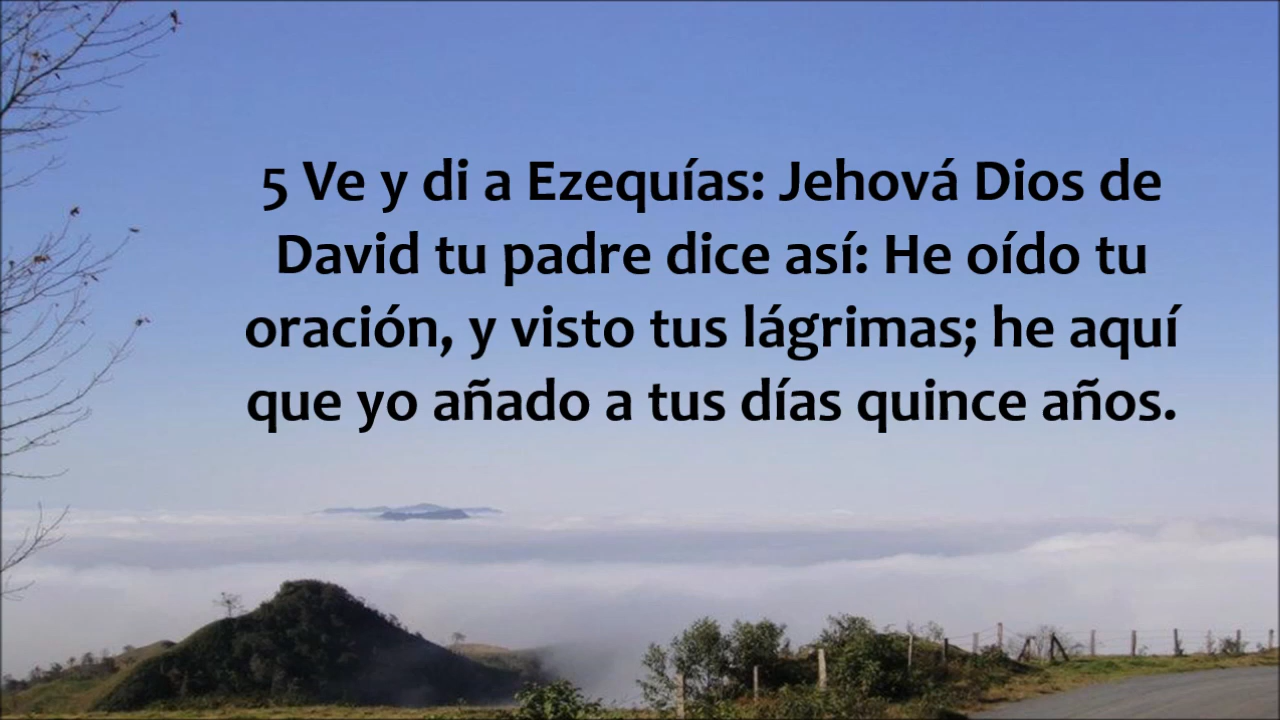 5 Ve y di a Ezequías: Jehová Dios de
David tu padre dice así: He oído tu
oración, y visto tus lágrimas; he aquí
que yo añado a tus días quince años.